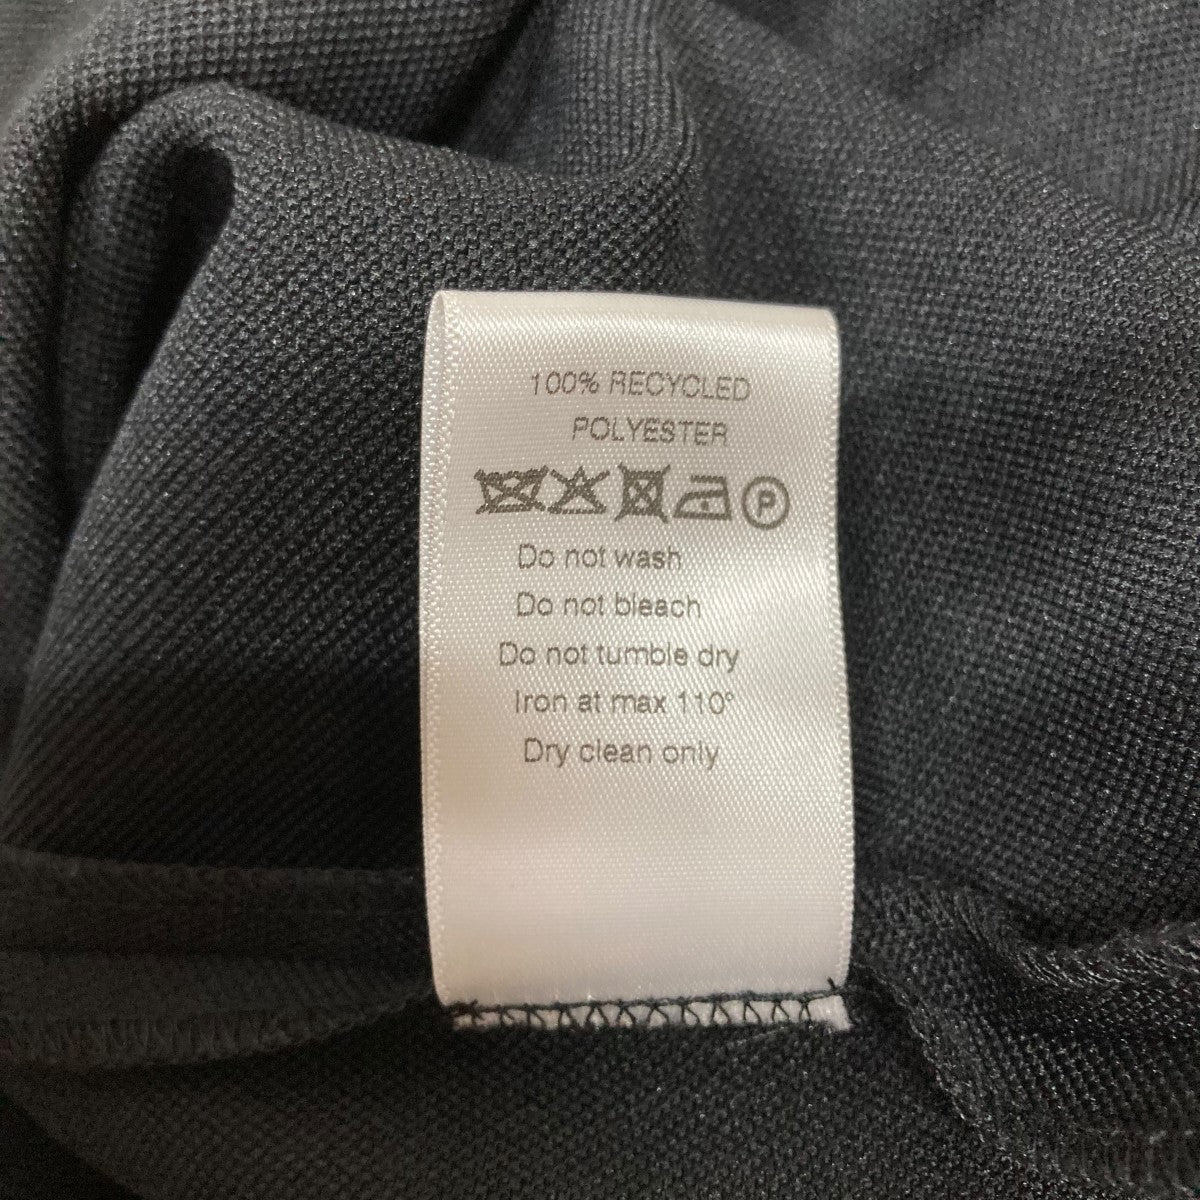 100% RECYCLED
POLYESTER
P
Do not wash
Do not bleach
Do not tumble dry
Iron at max 110°
Dry clean only